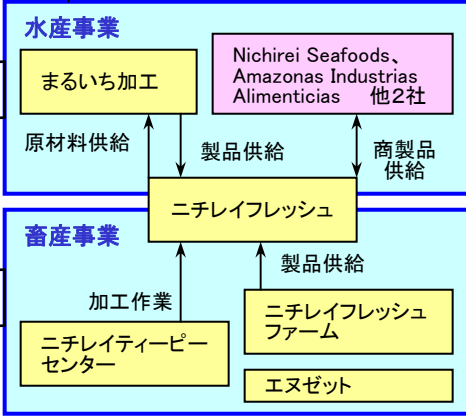 水産事業
まるいち加工
Nichirei Seafoods、
Amazonas Industrias
Alimenticias 他2社
原材料供給
製品供給
商製品
供給
ニチレイフレッシュ
畜産事業
製品供給
加工作業
ニチレイフレッシュ
ファーム
ニチレイティーピー
センター
エヌゼット